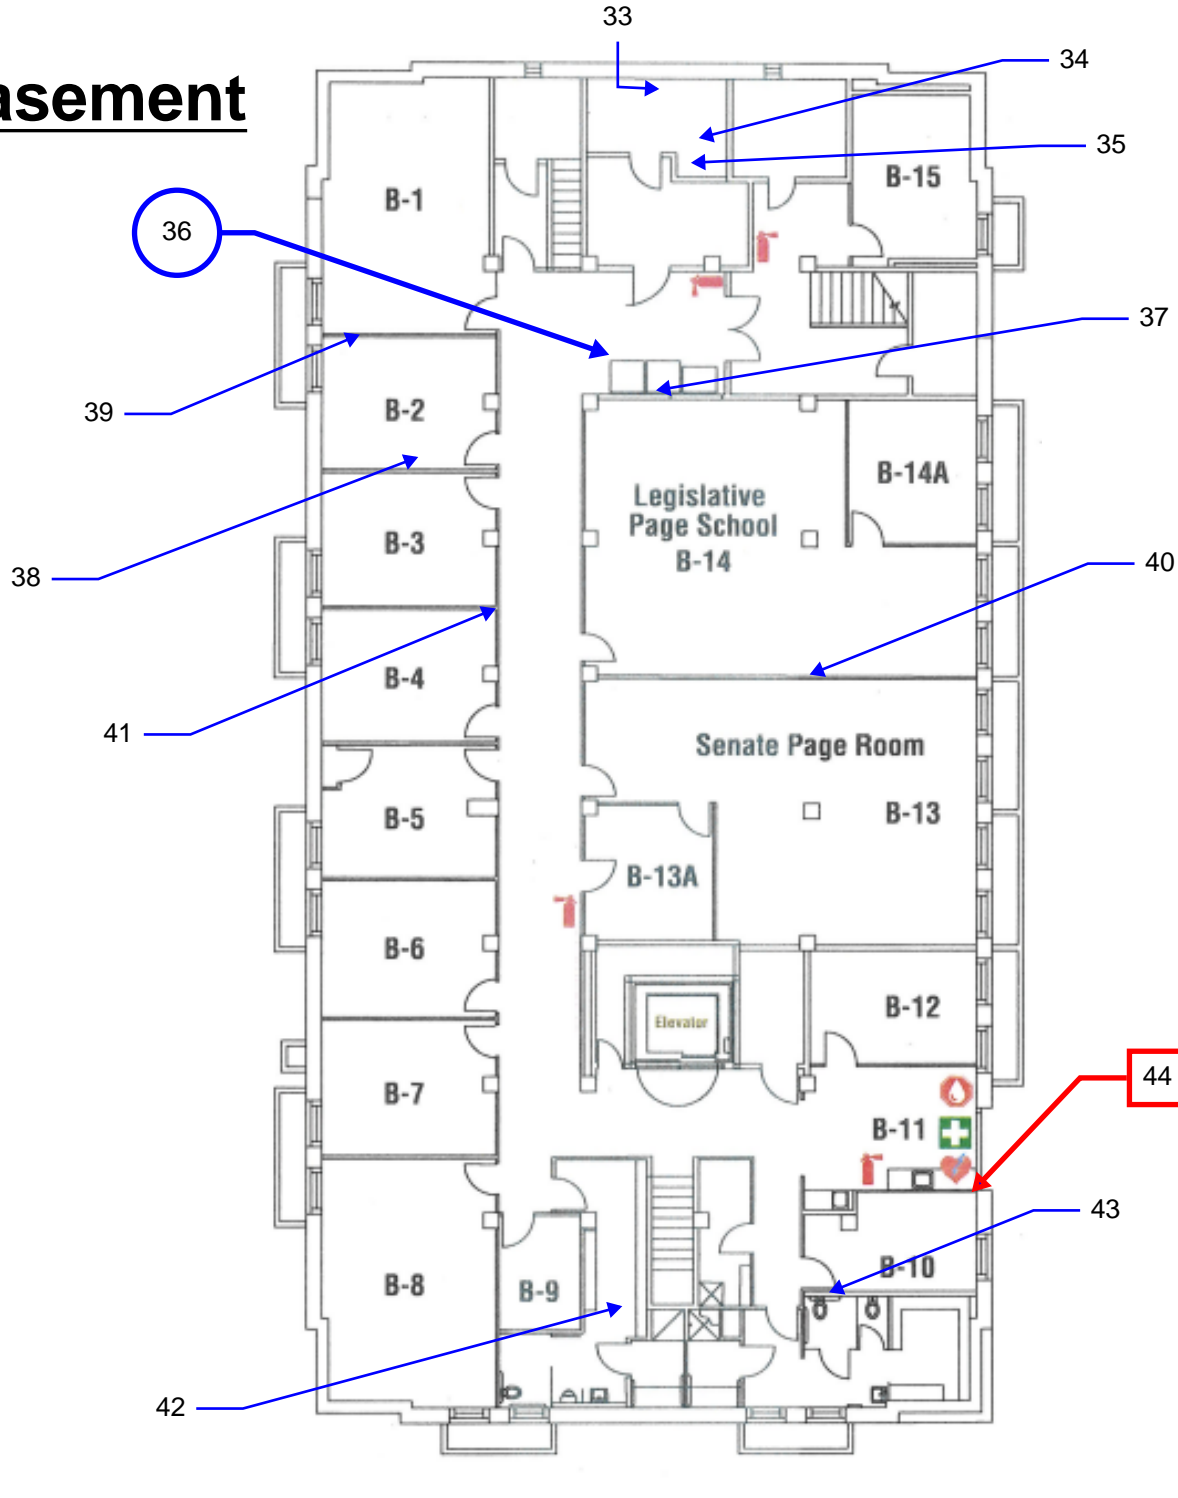 33
34
asement
35
B-15
B-1
36
37
39
B-2
B-14A
Legislative
Page School
B-14
B-3
38
40
B-4
41
Senate Page Room
B-5
B-13
B-13A
B-6
B-12
Elevator
44
B-7
B-11
43
B-10
B-8
B-9
42